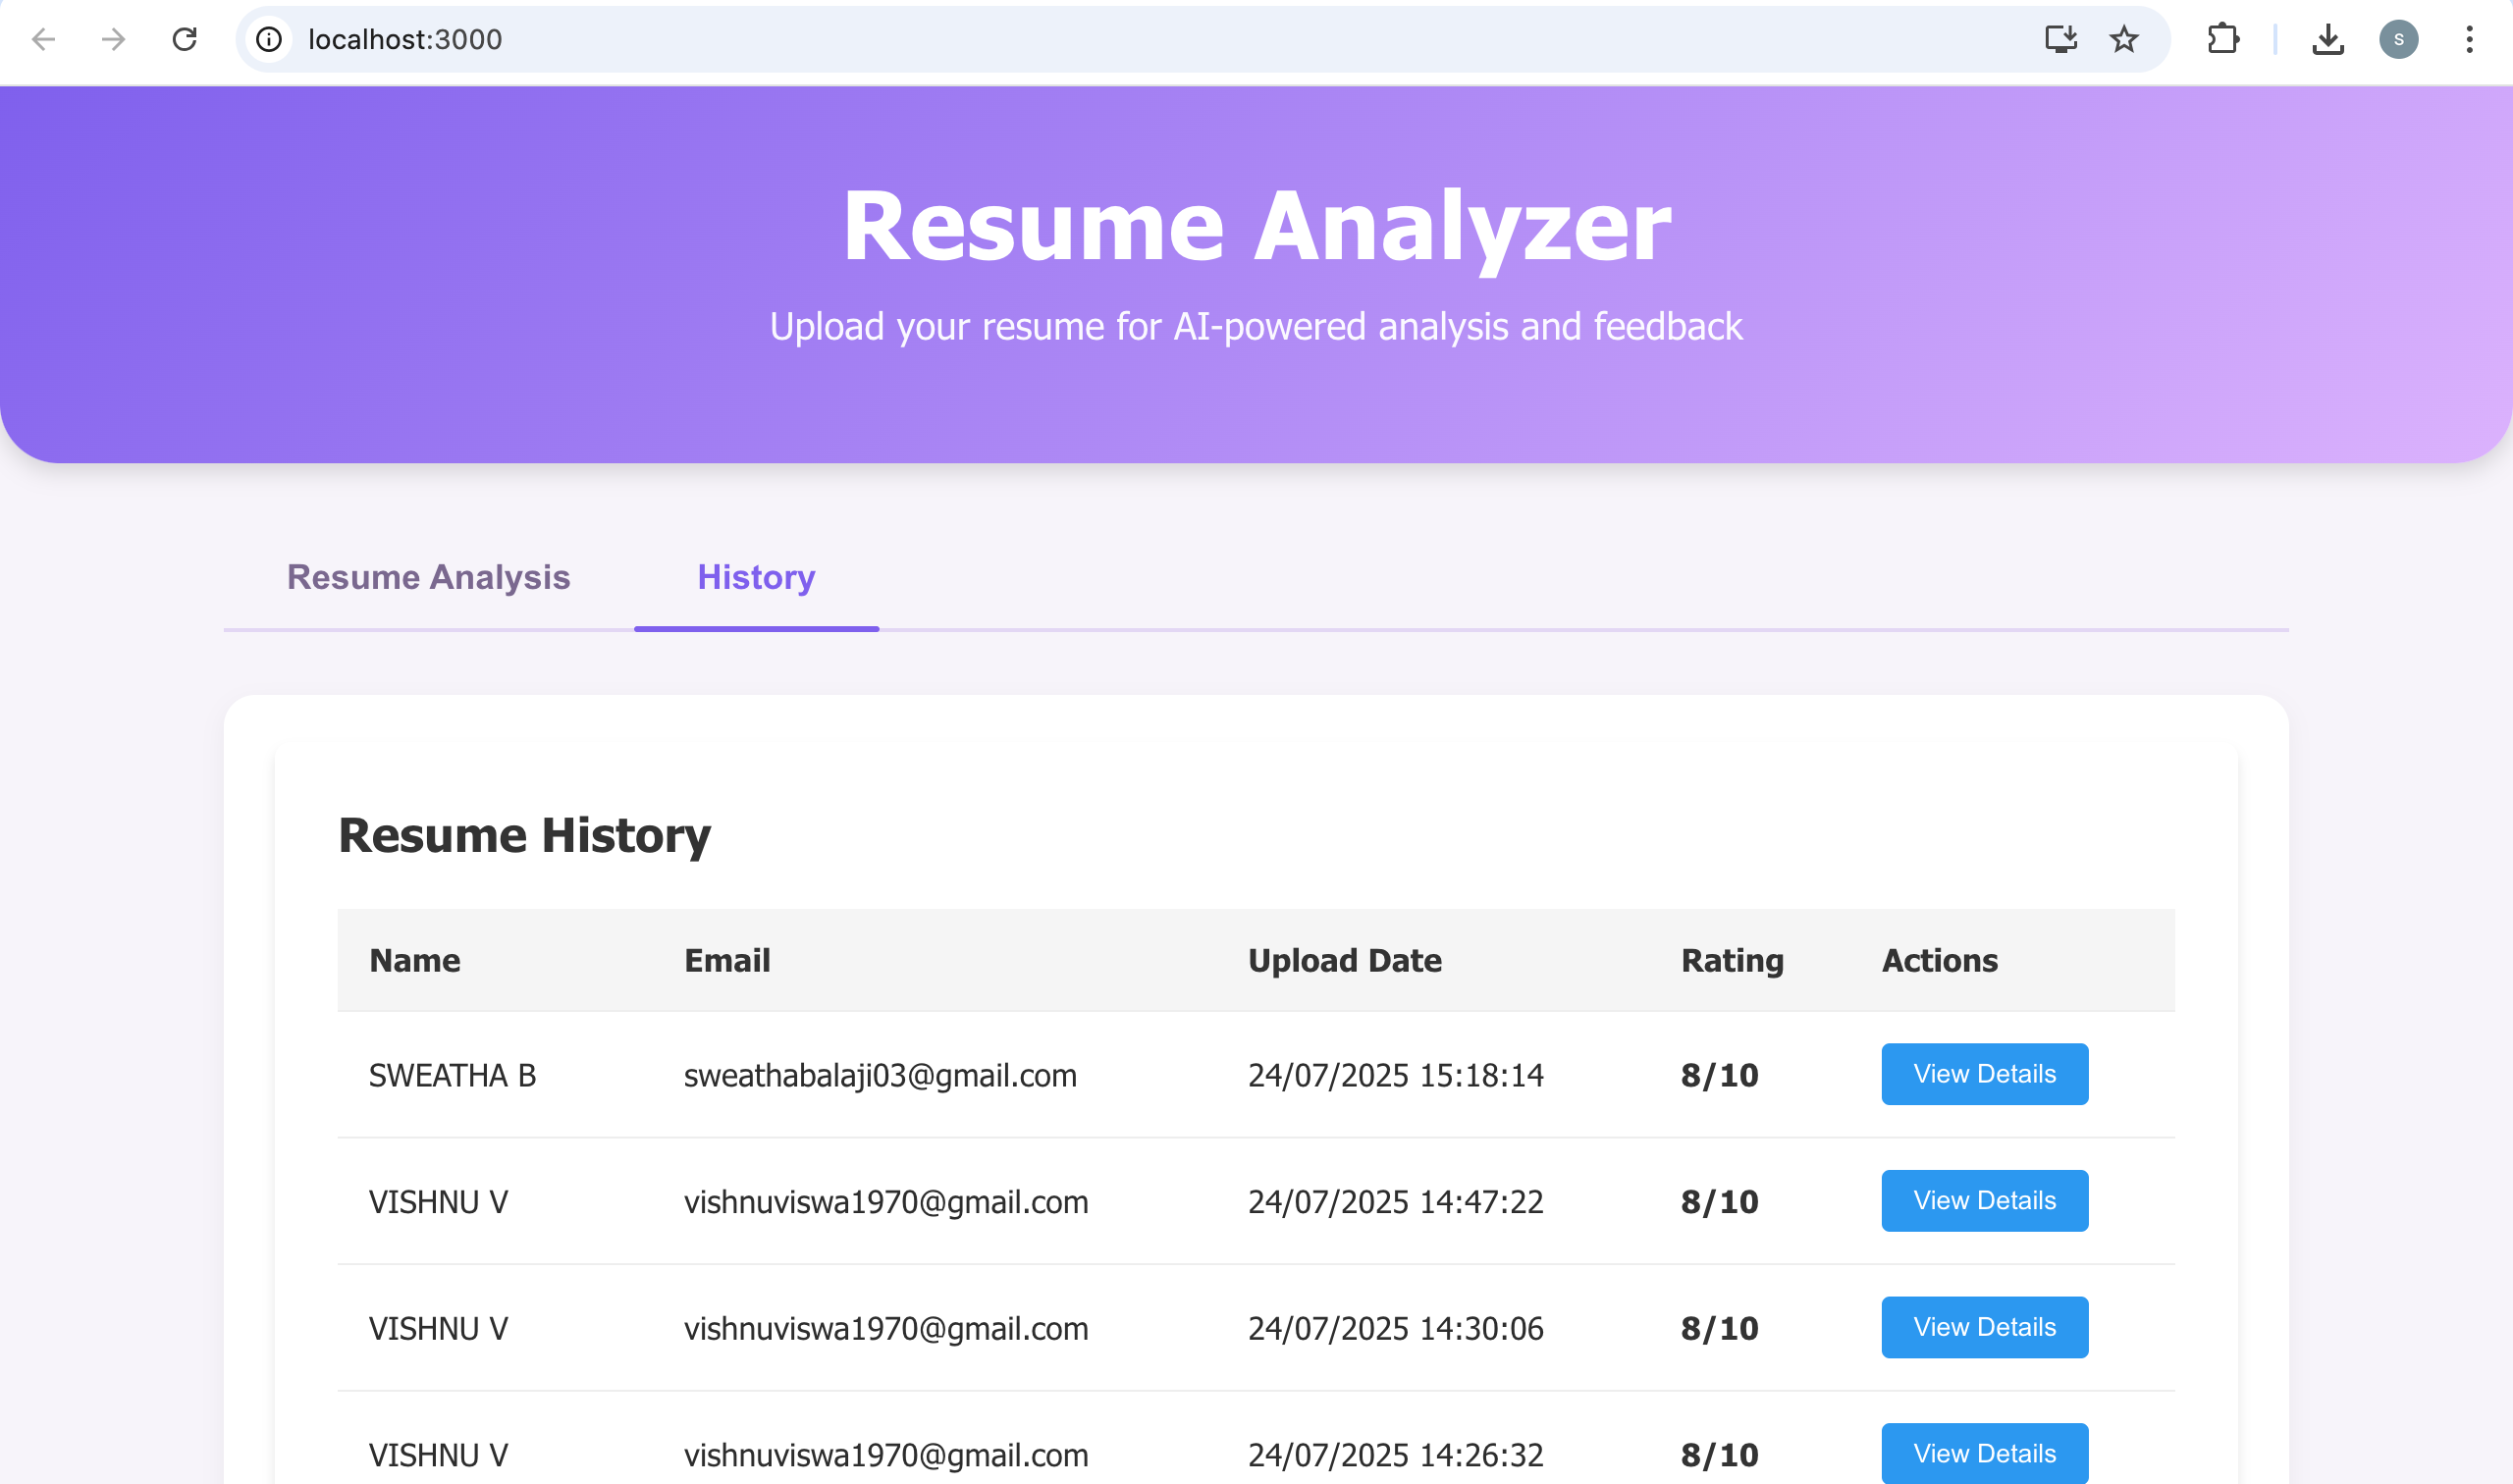 localhost:3000
S
Resume Analyzer
Upload your resume for AI-powered analysis and feedback
Resume Analysis History
Resume History
Name Email Upload Date Rating Actions
SWEATHA B sweathabalaji03@gmail.com 24/07/2025 15:18:14 8/10 View Details
VISHNU V vishnuviswa1970@gmail.com 24/07/2025 14:47:22 8/10 View Details
VISHNU V vishnuviswa1970@gmail.com 24/07/2025 14:30:06 8/10 View Details
VISHNU V vishnuviswa1970@gmail.com 24/07/2025 14:26:32 8/10 View Details